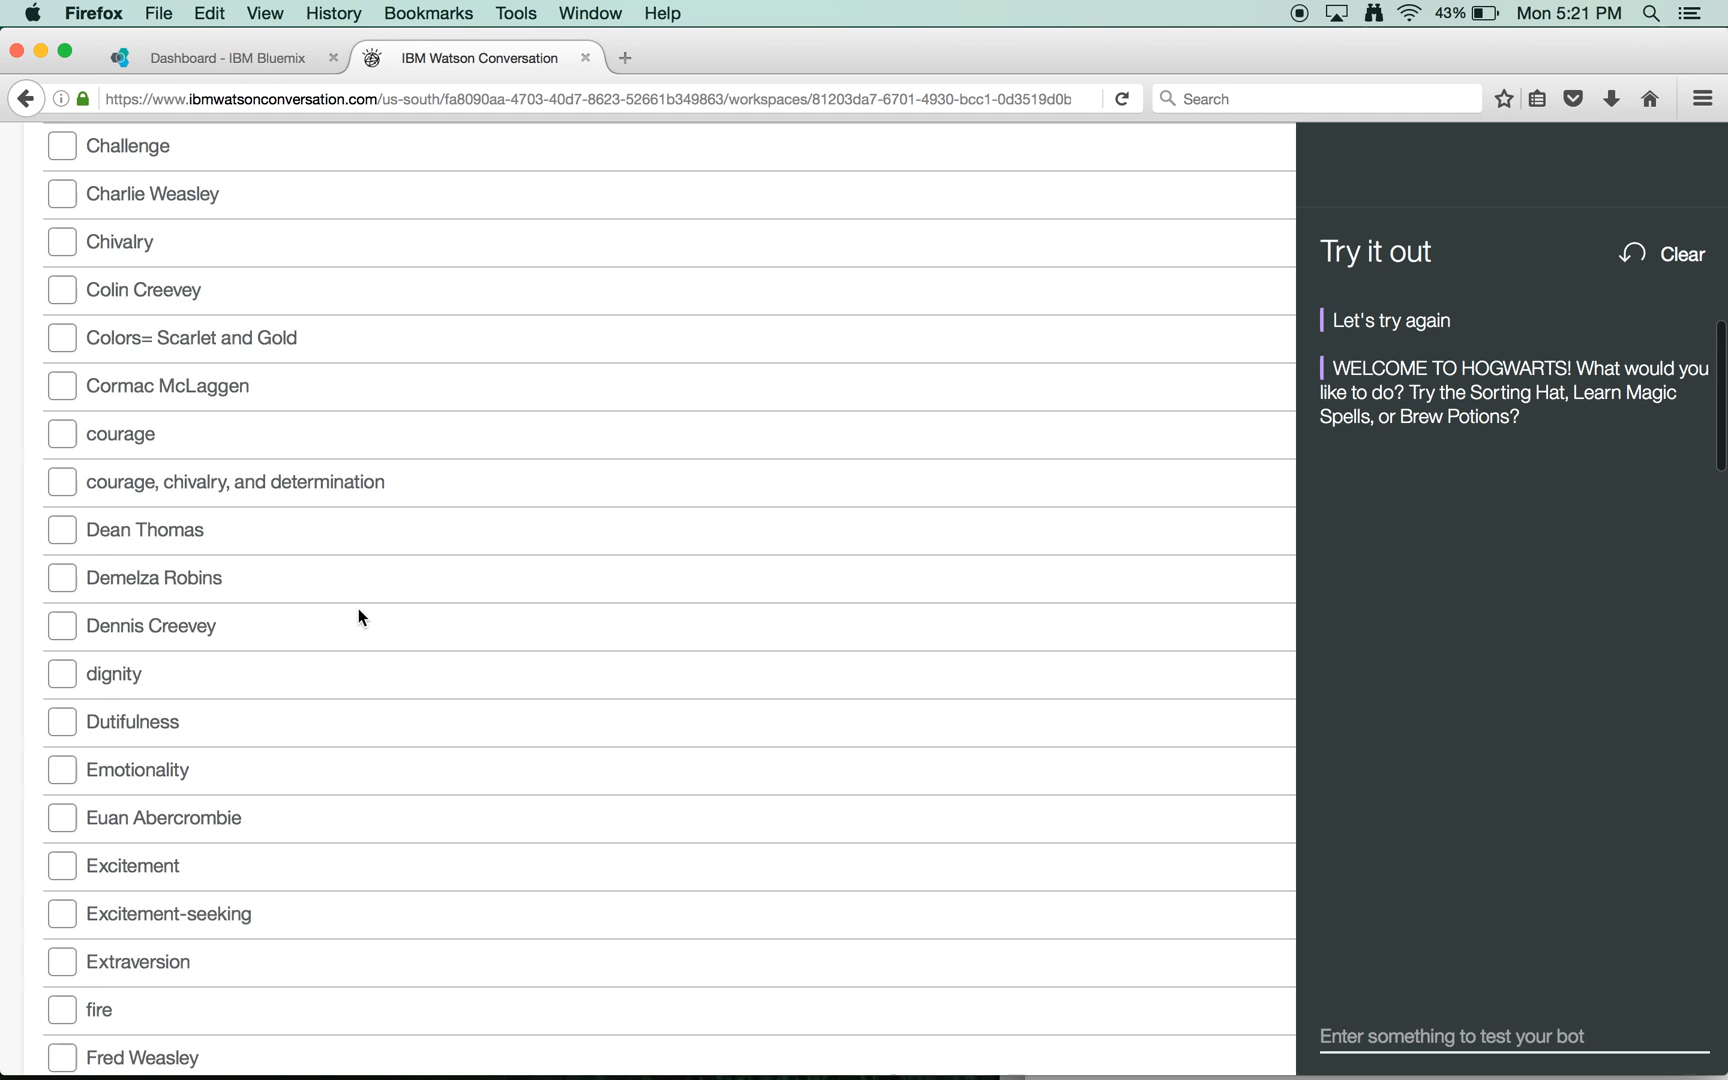 Firefox File Edit View History Bookmarks Tools Window Help 43% Mon 5:21 PM
Dashboard - IBM Bluemix IBM Watson Conversation
https://www.ibmwatsonconversation.com/us-south/fa8090aa-4703-40d7-8623-52661b349863/workspaces/81203da7-6701-4930-bcc1-0d3519d0b Search
Challenge
Charlie Weasley
Chivalry
Colin Creevey
Colors= Scarlet and Gold
Cormac McLaggen
courage
courage, chivalry, and determination
Dean Thomas
Demelza Robins
Dennis Creevey
dignity
Dutifulness
Emotionality
Euan Abercrombie
Excitement
Excitement-seeking
Extraversion
fire
Fred Weasley
Try it out Clear
Let's try again
WELCOME TO HOGWARTS! What would you
like to do? Try the Sorting Hat, Learn Magic
Spells, or Brew Potions?
Enter something to test your bot